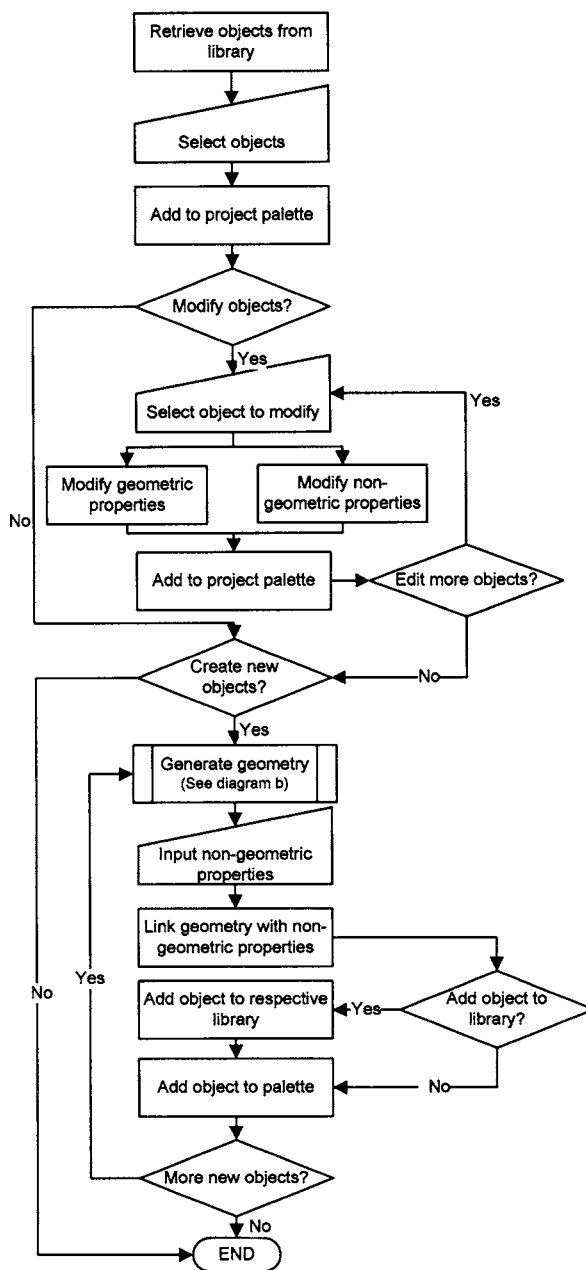 Retrieve objects from
library
Select objects
Add to project palette
Modify objects?
Yes
Select object to modify
Yes
Modify geometric
properties
Modify non-
geometric properties
No
Add to project palette
Edit more objects?
Create new
objects?
No
Yes
Generate geometry
(See diagram b)
Input non-geometric
properties
Link geometry with non-
geometric properties
Yes
No
Add object to respective
library
Yes
Add object to
library?
Add object to palette
No
More new objects?
No
END